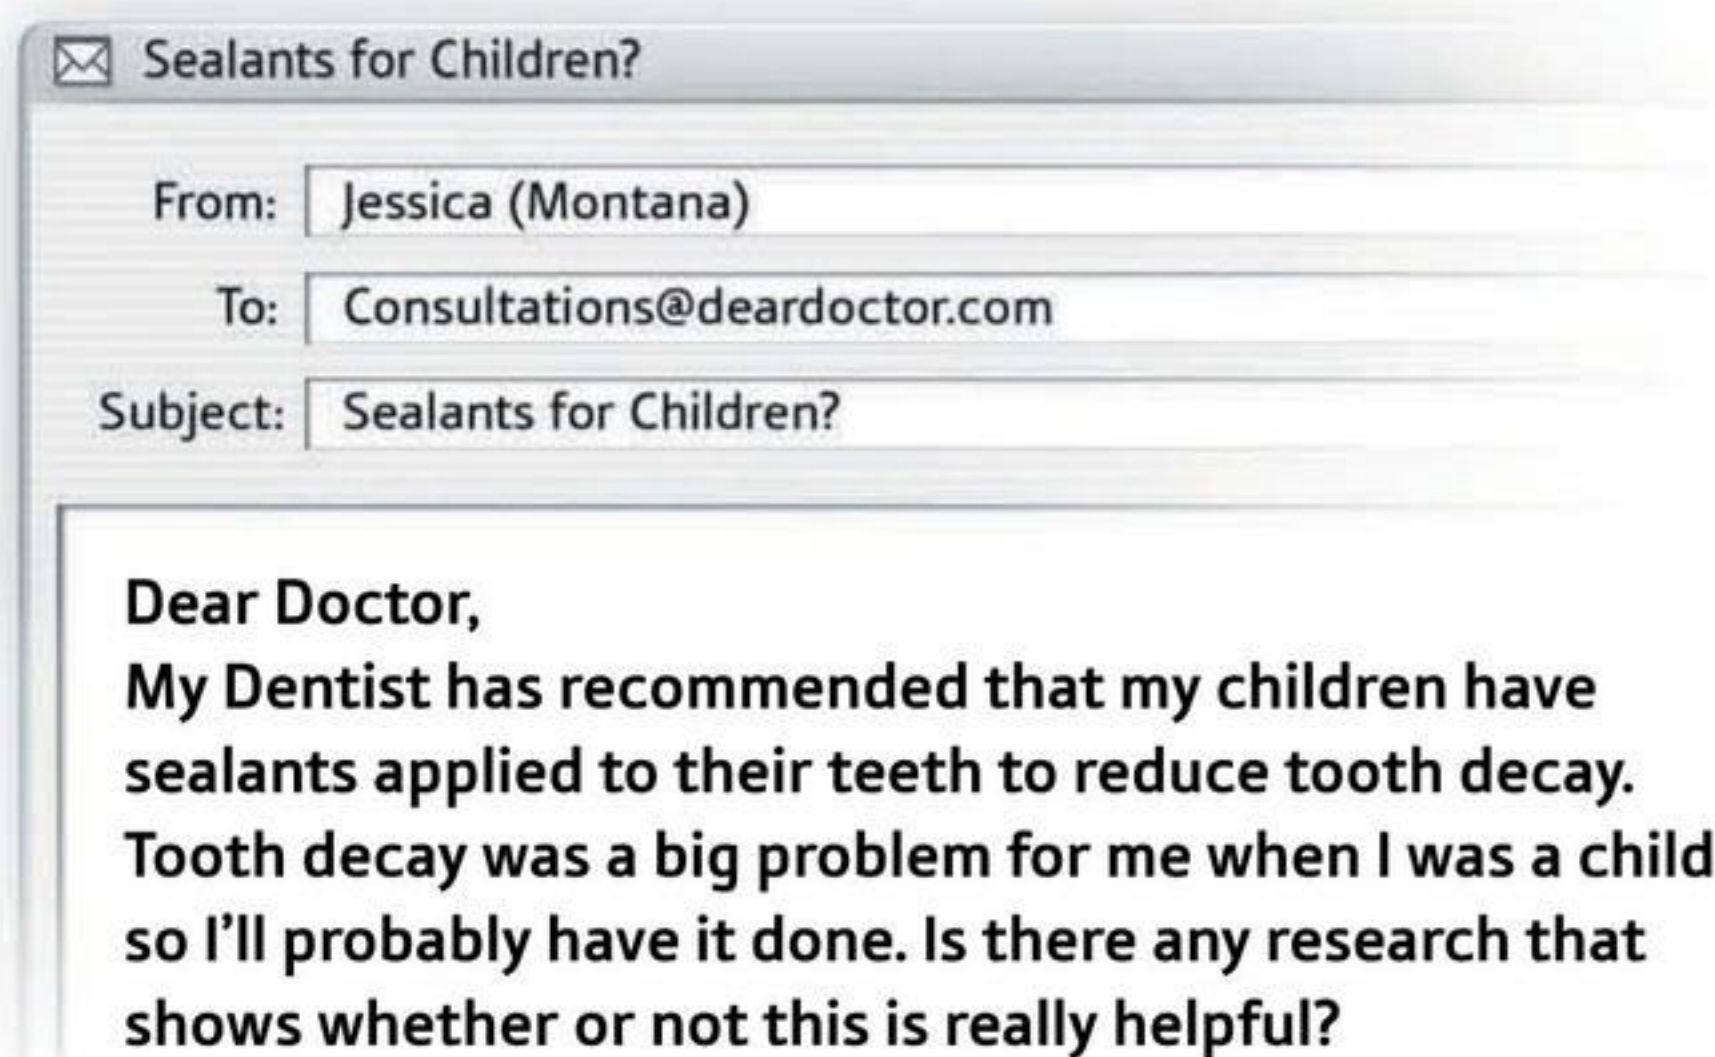 Sealants for Children?
From: Jessica (Montana)
To: Consultations@deardoctor.com
Subject: Sealants for Children?
Dear Doctor,
My Dentist has recommended that my children have
sealants applied to their teeth to reduce tooth decay.
Tooth decay was a big problem for me when I was a child
so I’ll probably have it done. Is there any research that
shows whether or not this is really helpful?